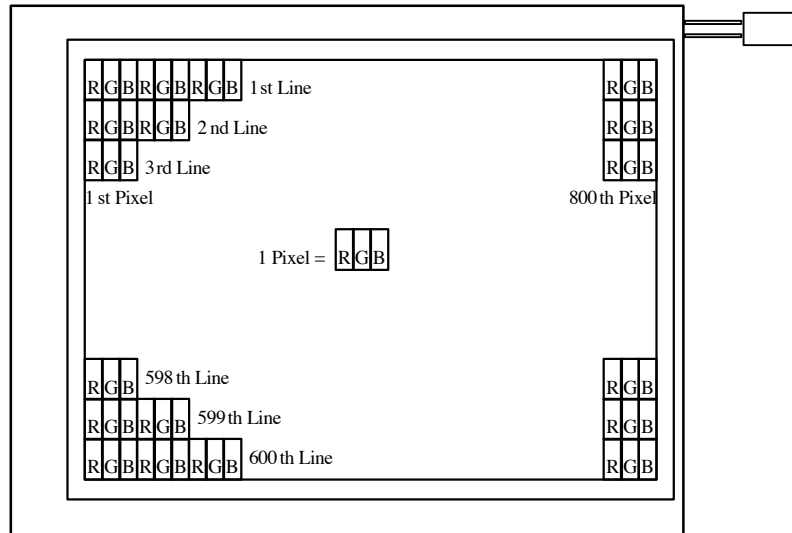 RGBRGBRGB 1st Line RGB
RGBRGB 2nd Line RGB
RGB 3rd Line RGB
1st Pixel 800th Pixel
1 Pixel = RGB
RGB 598th Line RGB
RGBRGB 599th Line RGB
RGBRGBRGB 600th Line RGB